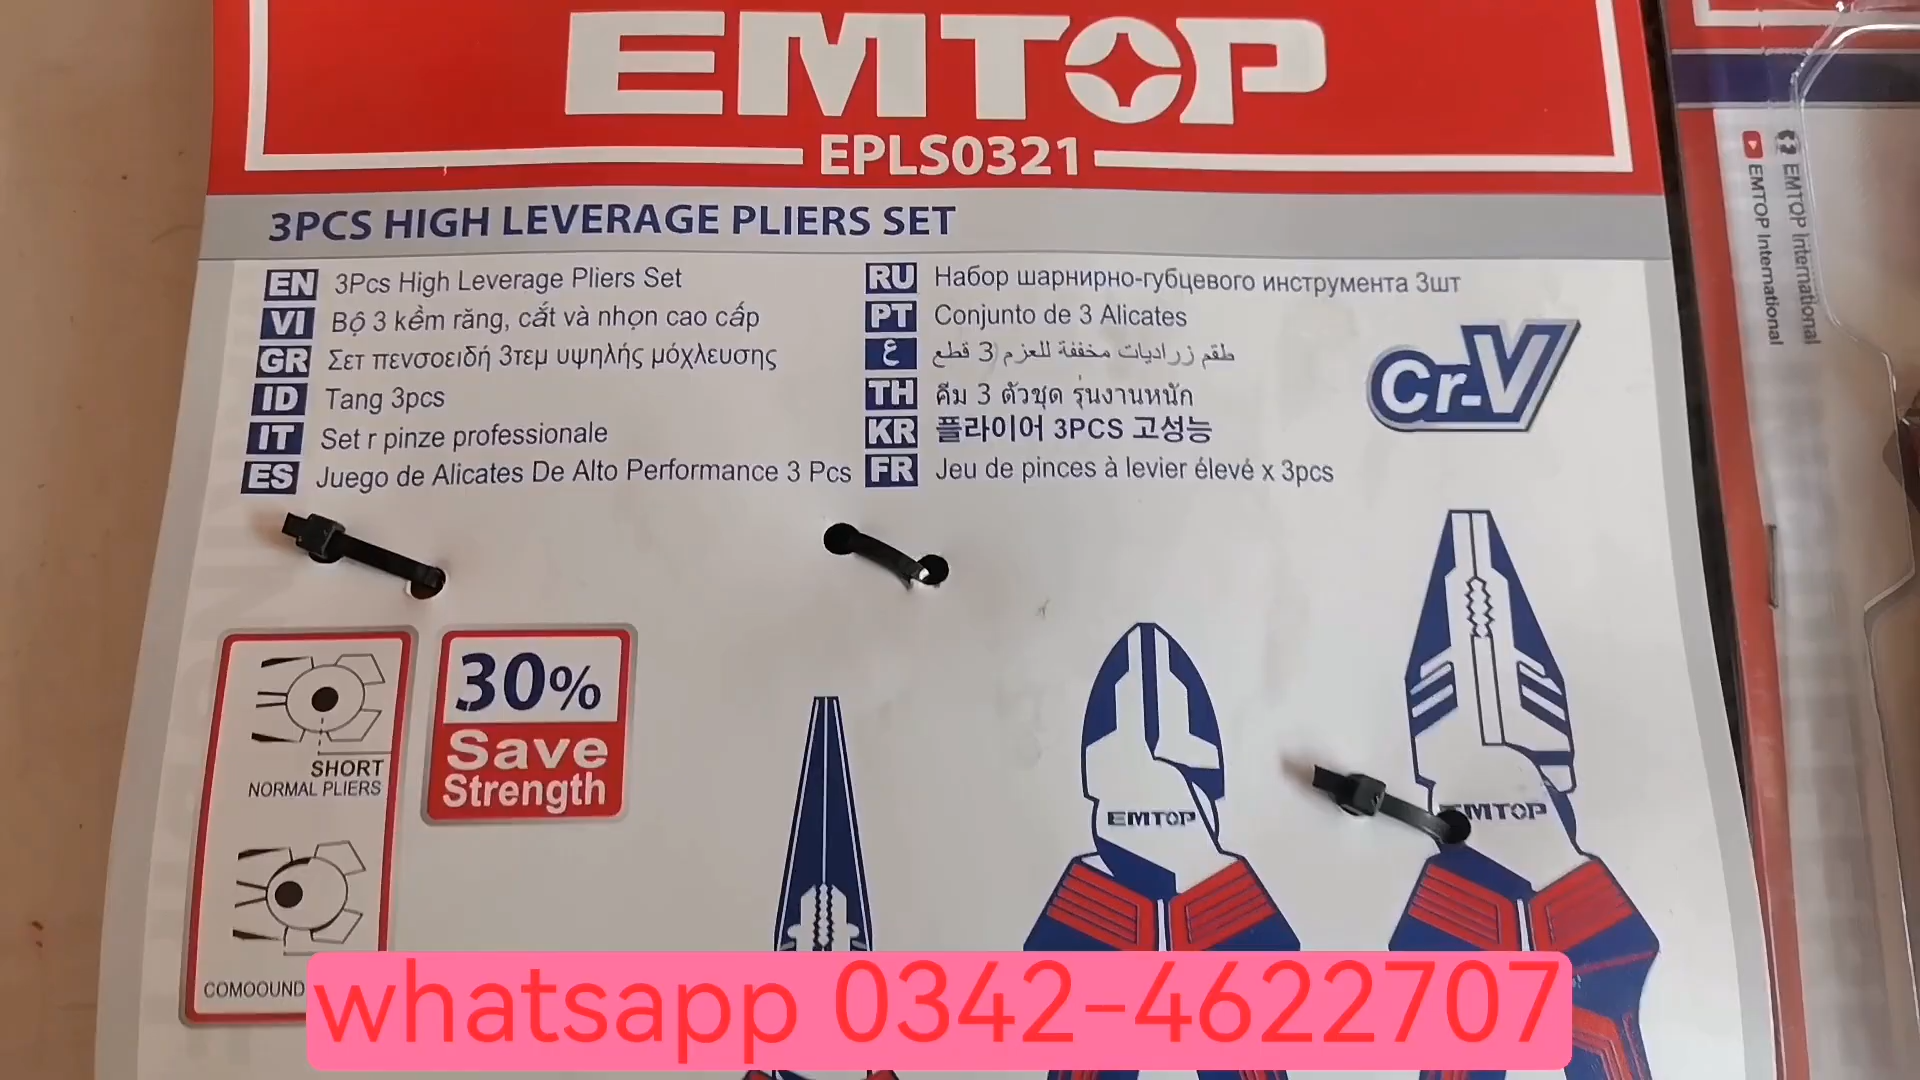 EMTOP
EPLS0321
3PCS HIGH LEVERAGE PLIERS SET
EN 3Pcs High Leverage Pliers Set
VI Bộ 3 kềm răng, cắt và nhọn cao cấp
GR Σετ πενσοειδή 3τεμ υψηλής μόχλευσης
ID Tang 3pcs
IT Set r pinze professionale
ES Juego de Alicates De Alto Performance 3 Pcs
RU Набор шарнирно-губцевого инструмента 3шт
PT Conjunto de 3 Alicates
ع طقم زراديات مخففة للعزم 3 قطع
TH คีม 3 ตัวชุด รุ่นงานหนัก
KR 플라이어 3PCS 고성능
FR Jeu de pinces à levier élevé x 3pcs
Cr-V
SHORT
NORMAL PLIERS
COMOOUND
30%
Save
Strength
EMTOP
EMTOP
EMTOP International
EMTOP International
whatsapp 0342-4622707